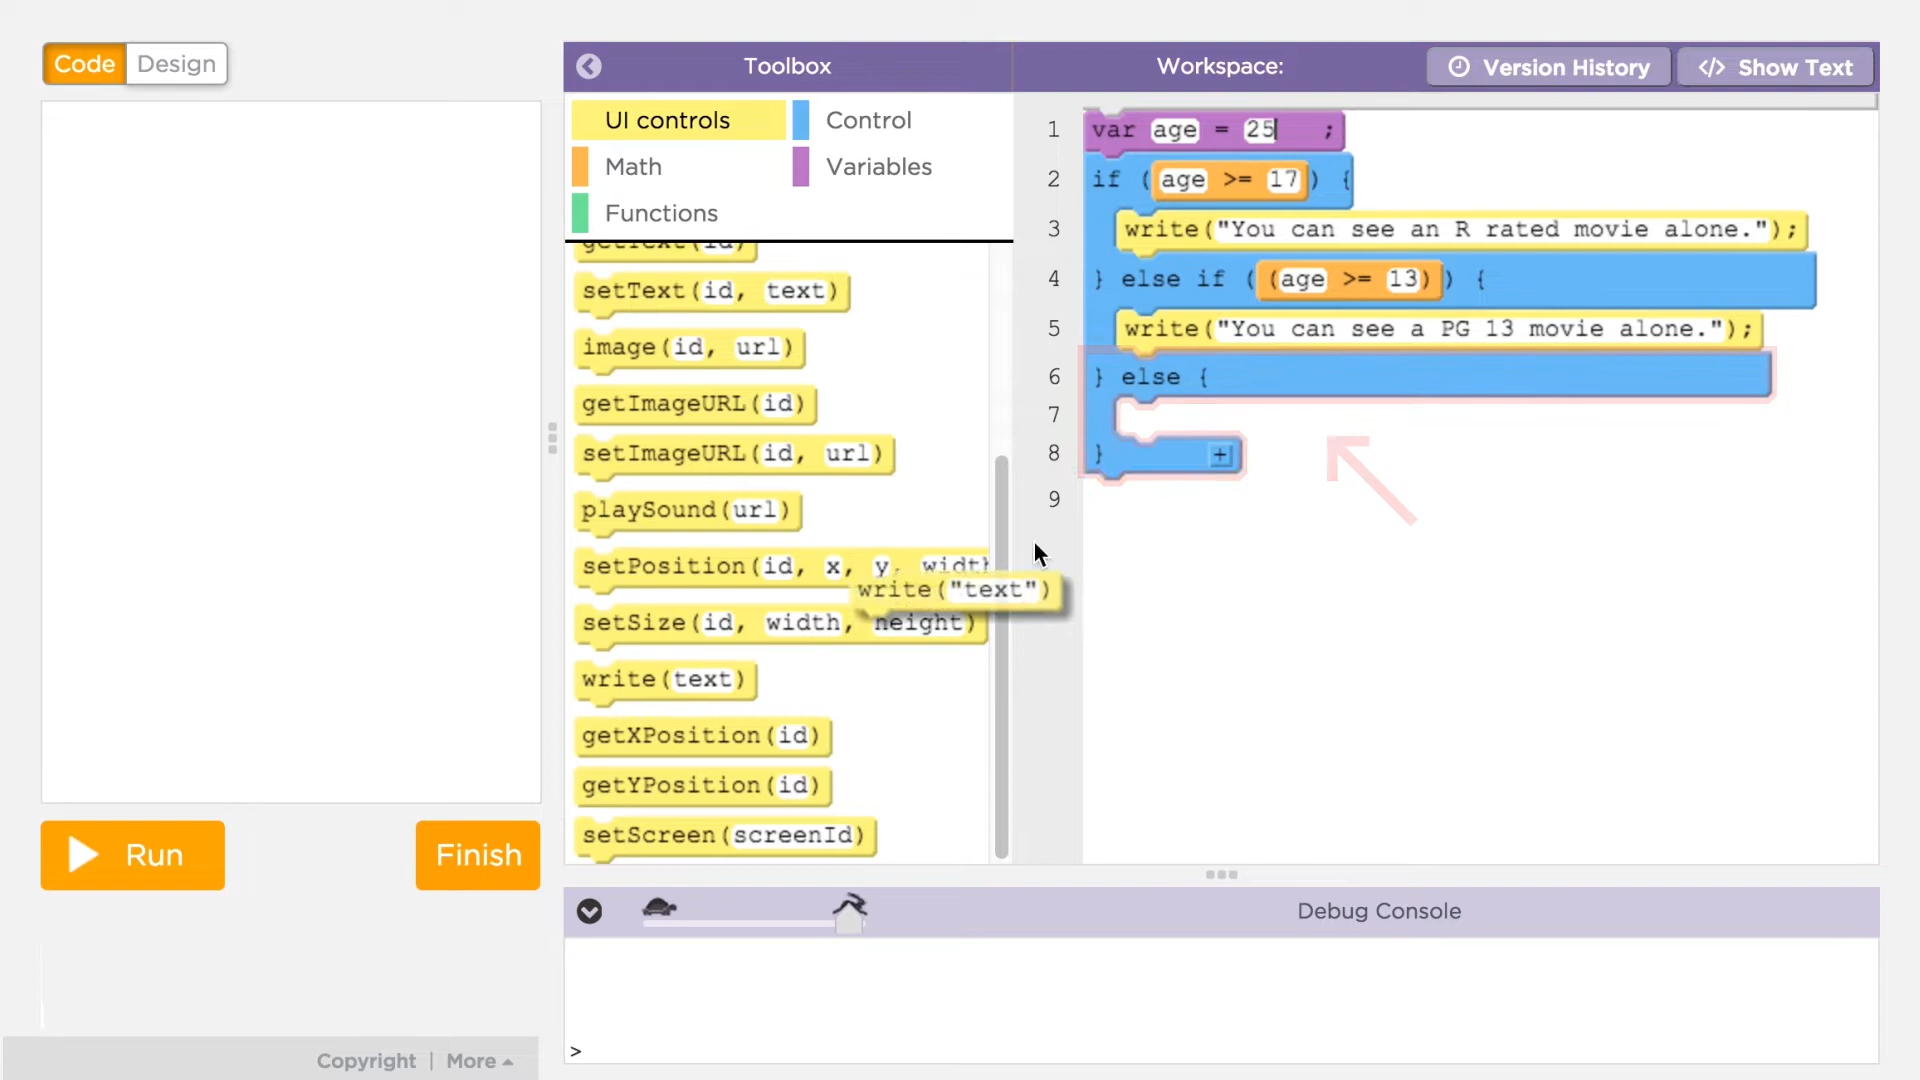 Code Design
Toolbox
Workspace:
Version History
</> Show Text
UI controls
Control
Math
Variables
Functions
getText(id)
setText(id, text)
image(id, url)
getImageURL(id)
setImageURL(id, url)
playSound(url)
setPosition(id, x, y, width
write("text")
setSize(id, width, height)
write(text)
getXPosition(id)
getYPosition(id)
setScreen(screenId)
1 var age = 25 ;
2 if (age >= 17) {
3 write("You can see an R rated movie alone.");
4 } else if ((age >= 13)) {
5 write("You can see a PG 13 movie alone.");
6 } else {
7
8 } +
9
Run
Finish
Debug Console
>
Copyright | More